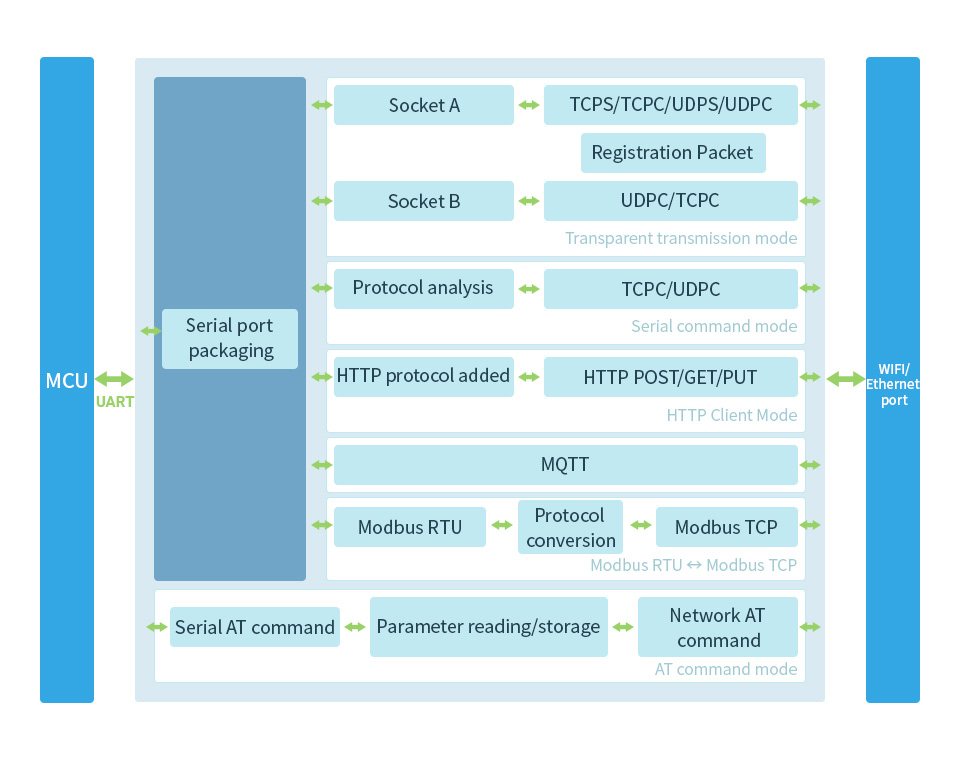 MCU
UART
Serial port
packaging
Socket A
TCPS/TCPC/UDPS/UDPC
Registration Packet
Socket B
UDPC/TCPC
Transparent transmission mode
Protocol analysis
TCPC/UDPC
Serial command mode
HTTP protocol added
HTTP POST/GET/PUT
HTTP Client Mode
MQTT
Modbus RTU
Protocol
conversion
Modbus TCP
Modbus RTU ↔ Modbus TCP
Serial AT command
Parameter reading/storage
Network AT
command
AT command mode
WIFI/
Ethernet
port